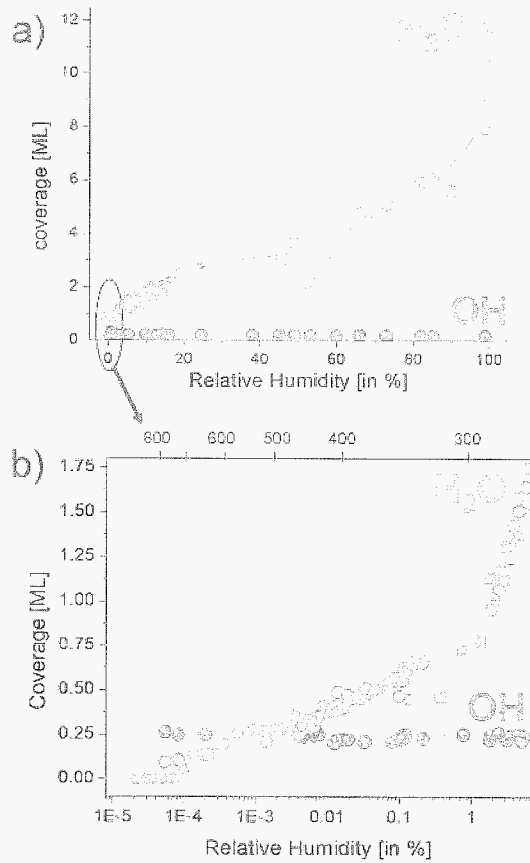 a)
12
10
8
6
4
2
0
coverage [ML]
OH
0 20 40 60 80 100
Relative Humidity [in %]
800 600 500 400 300
b)
H₂O
1.75
1.50
1.25
1.00
0.75
0.50
0.25
0.00
Coverage [ML]
OH
1E-5 1E-4 1E-3 0.01 0.1 1
Relative Humidity [in %]